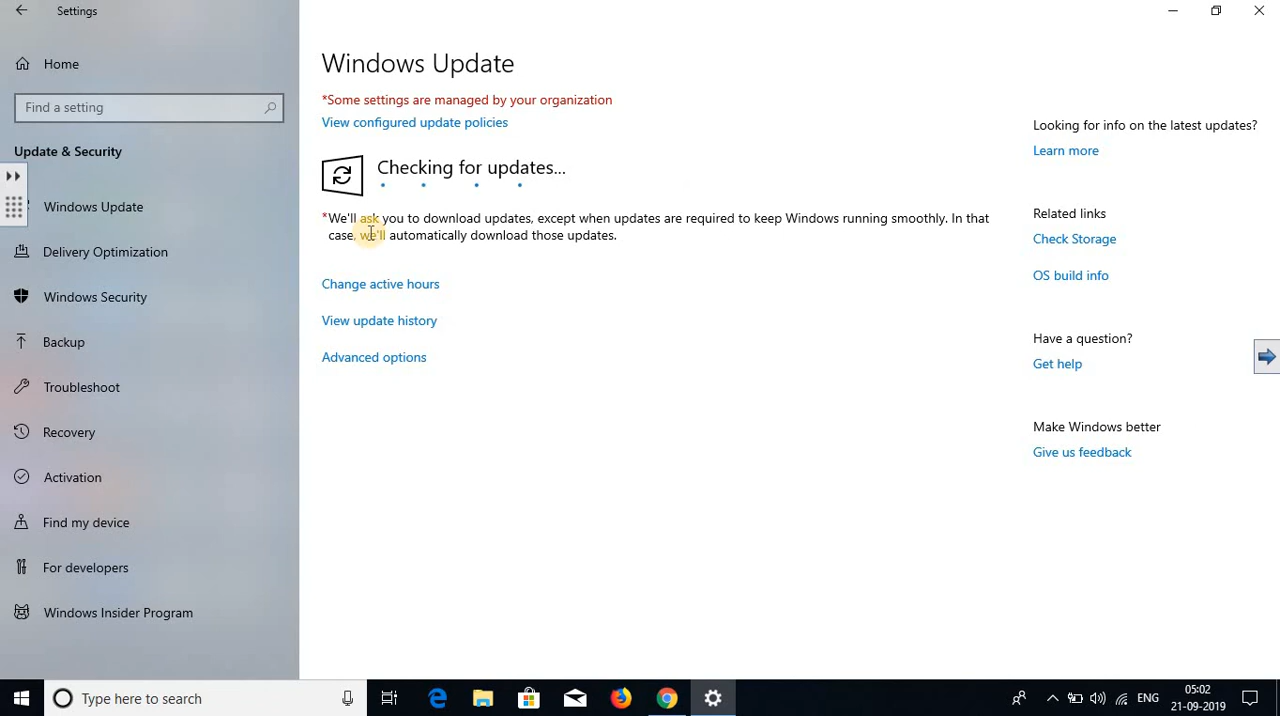 Settings
Home
Find a setting
Update & Security
Windows Update
Delivery Optimization
Windows Security
Backup
Troubleshoot
Recovery
Activation
Find my device
For developers
Windows Insider Program
Windows Update
*Some settings are managed by your organization
View configured update policies
Checking for updates...
*We'll ask you to download updates, except when updates are required to keep Windows running smoothly. In that
case, we'll automatically download those updates.
Change active hours
View update history
Advanced options
Looking for info on the latest updates?
Learn more
Related links
Check Storage
OS build info
Have a question?
Get help
Make Windows better
Give us feedback
Type here to search
ENG
05:02
21-09-2019